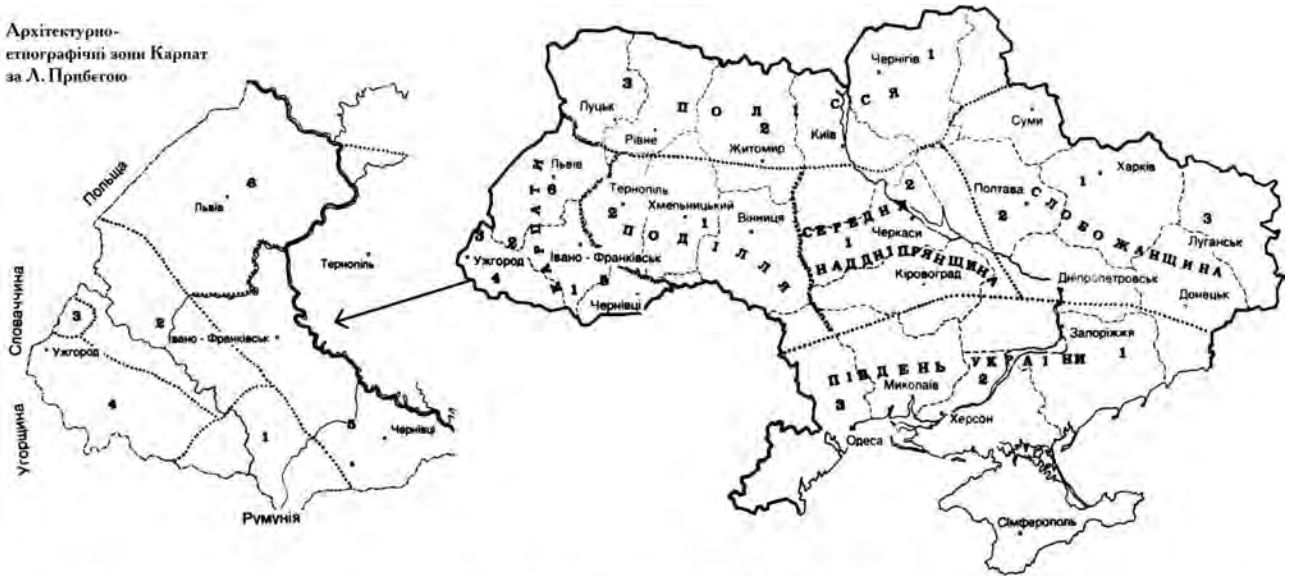 Архітектурно-
етнографічні зони Карпат
за Л. Прибєгою
Польща
Словаччина
Угорщина
Румунія
6
Львів
Тернопіль
3
Ужгород
2
Івано - Франківськ
4
1
5
Чернівці
Чернігів 1
3
Луцьк
ПОЛІССЯ
Суми
2
Рівне
Київ
Житомир
Львів
6
КАРПАТИ
Тернопіль
Хмельницький
2
1
Вінниця
ПОДІЛЛЯ
2
СЕРЕДНЯ
Черкаси
1
НАДДНІПРЯНЩИНА
Кіровоград
Полтава
2
Харків
1
3
СЛОБОЖАНЩИНА
Луганськ
Дніпропетровськ
Донецьк
3
2
Ужгород
Івано - Франківськ
4
1
5
Чернівці
Запоріжжя
1
ПІВДЕНЬ УКРАЇНИ
2
Миколаїв
3
Херсон
Одеса
Сімферополь